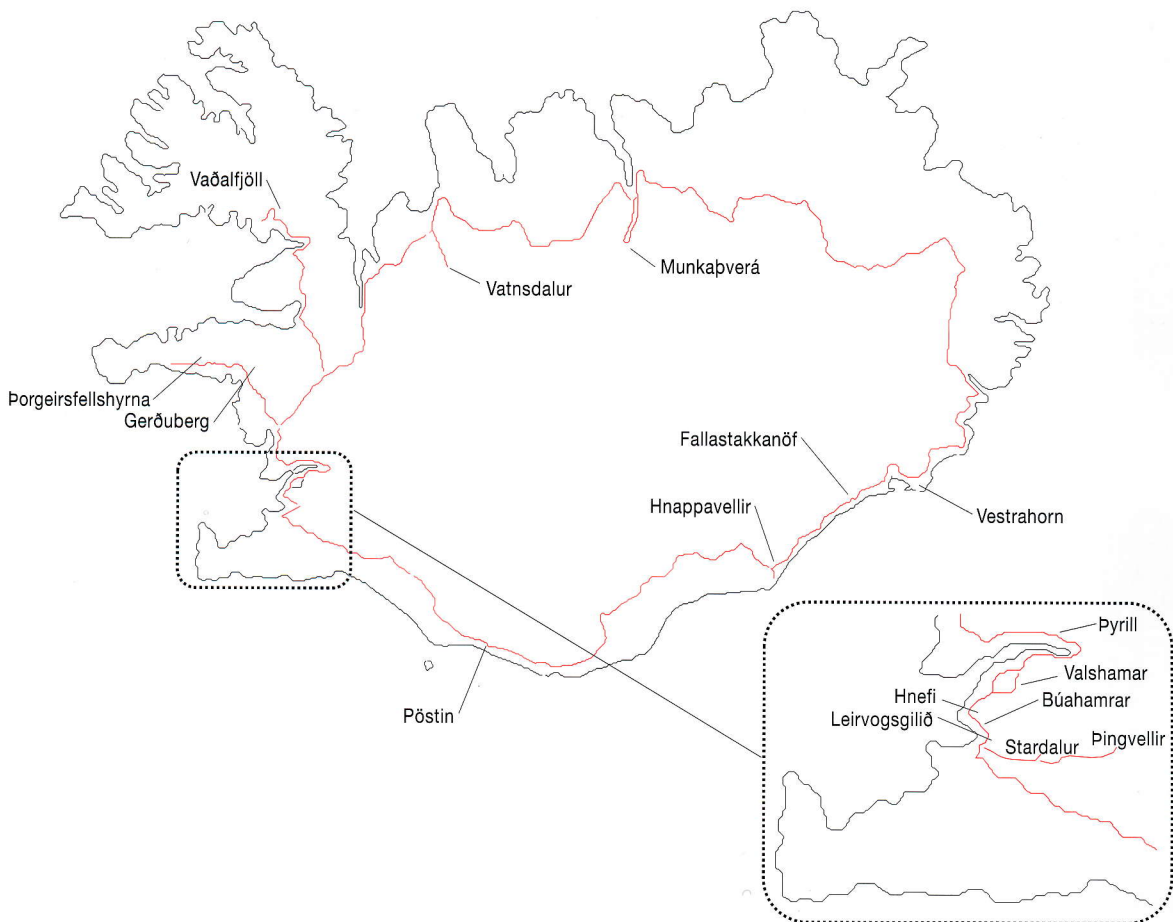 Vaðalfjöll
Munkaþverá
Vatnsdalur
Þorgeirsfellshyrna
Gerðuberg
Fallastakkanöf
Hnappavellir
Vestrahorn
Pöstin
Þyrill
Valshamar
Hnefi
Búahamrar
Leirvogsgilið
Stardalur
Þingvellir